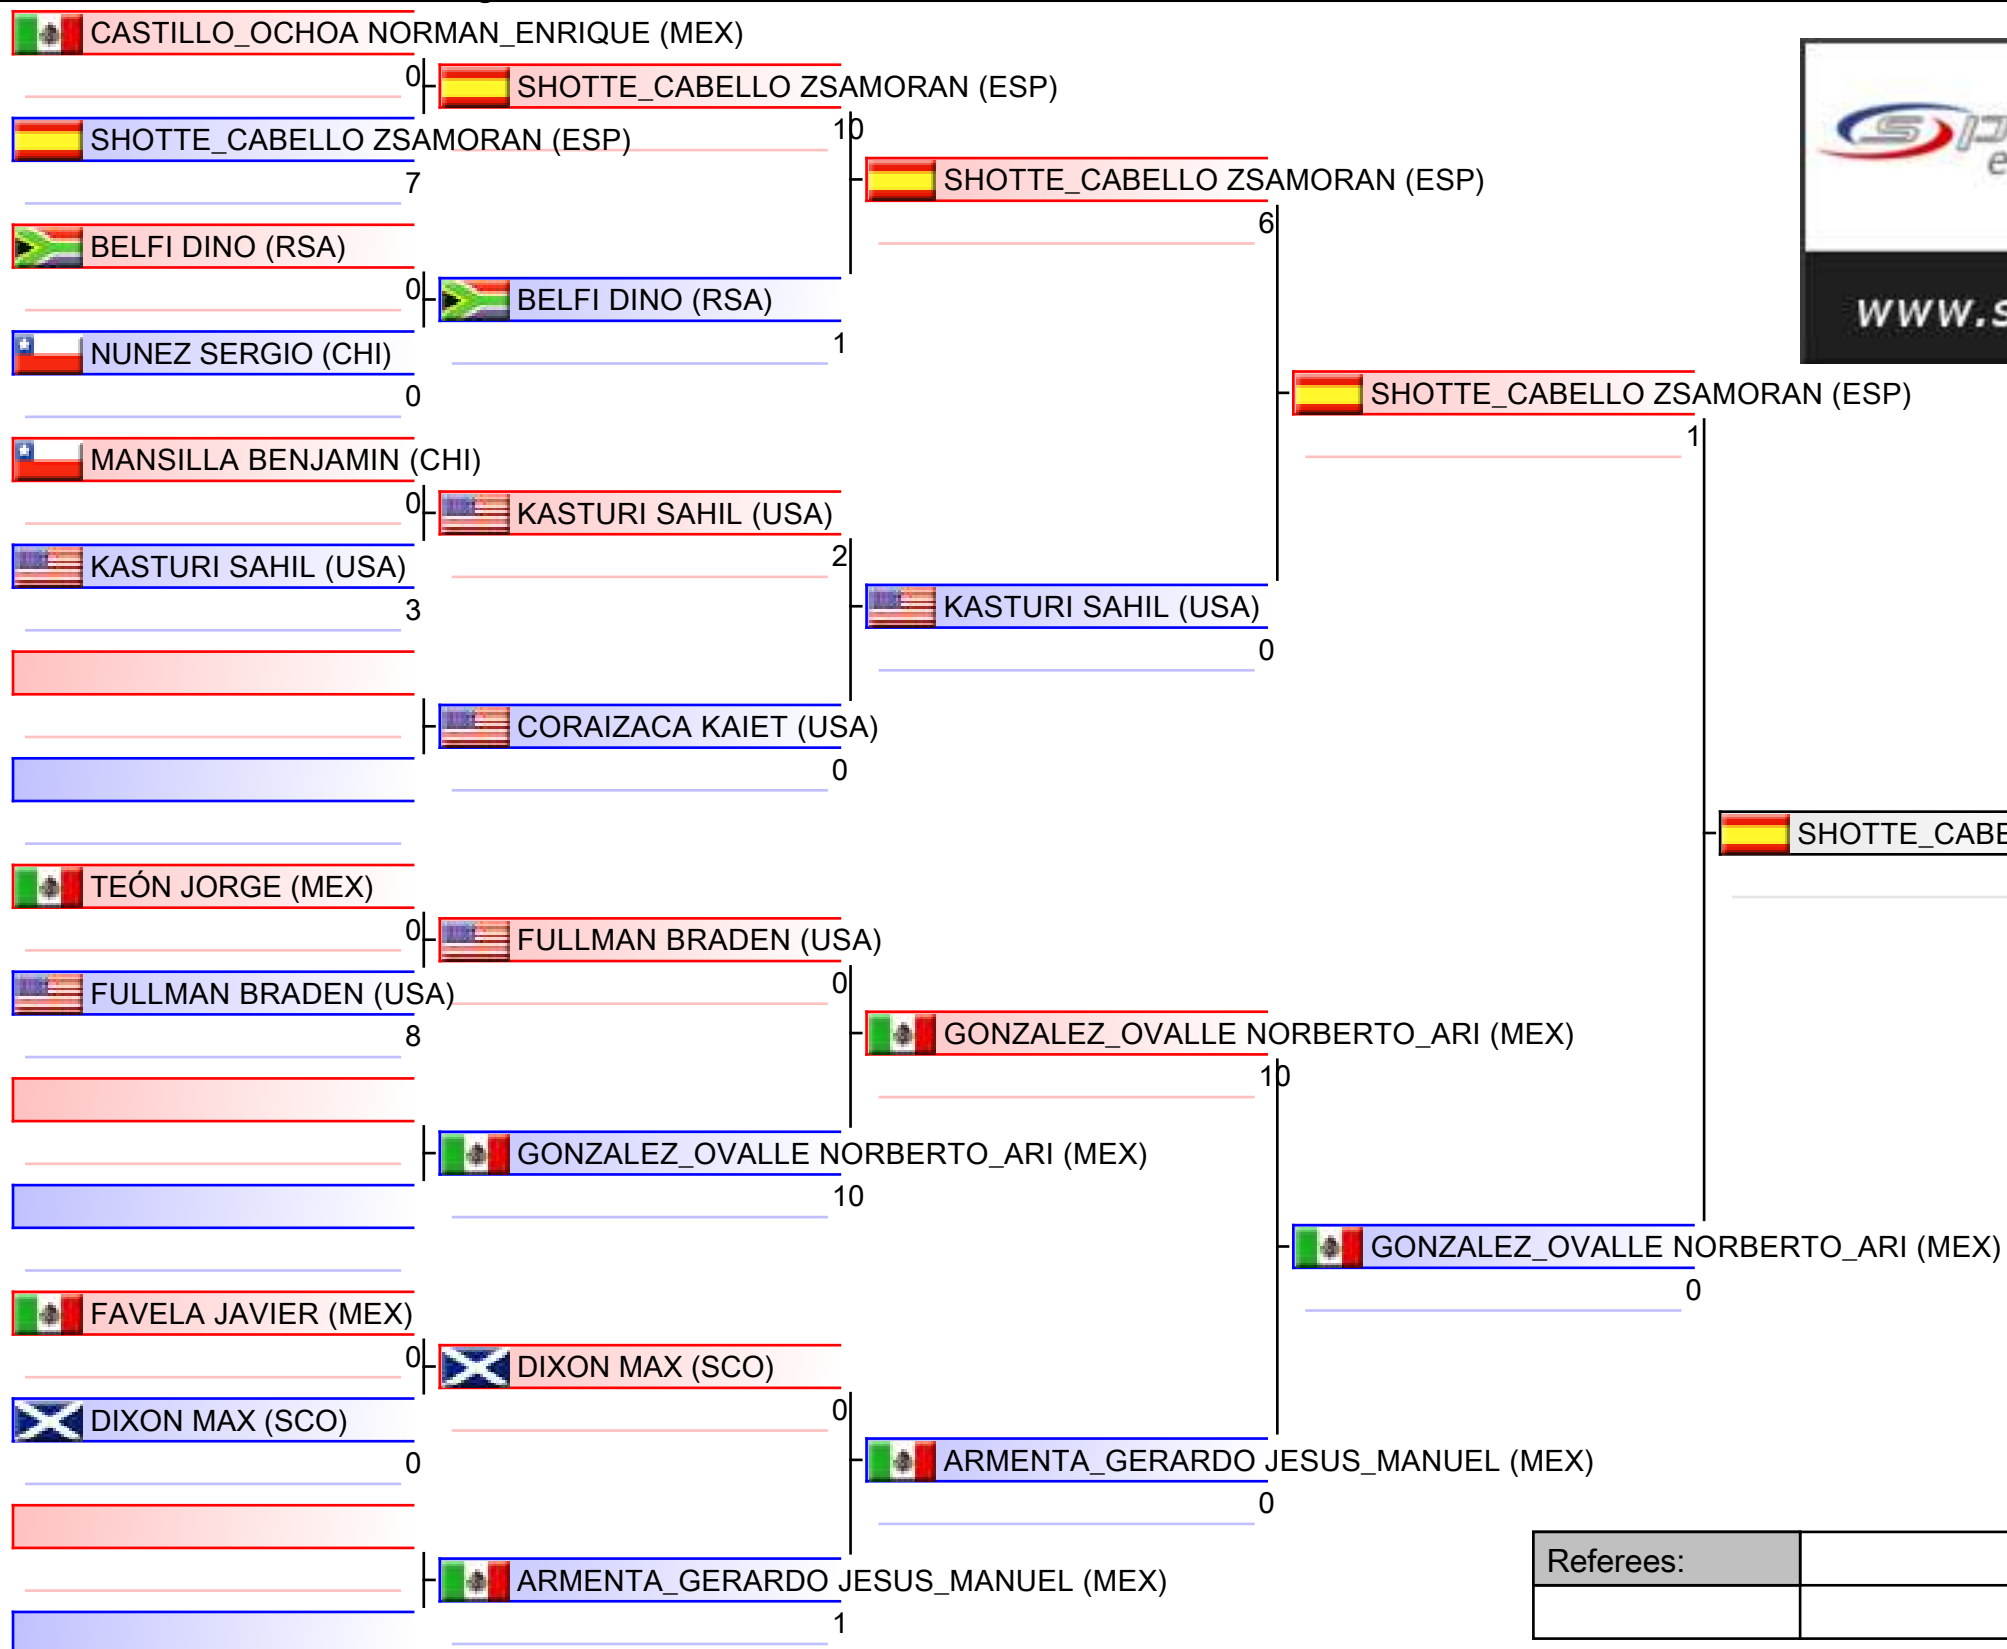 CASTILLO_OCHOA NORMAN_ENRIQUE (MEX)
0
SHOTTE_CABELLO ZSAMORAN (ESP)
7
BELFI DINO (RSA)
0
NUNEZ SERGIO (CHI)
0
MANSILLA BENJAMIN (CHI)
0
KASTURI SAHIL (USA)
3
TEÓN JORGE (MEX)
0
FULLMAN BRADEN (USA)
8
FAVELA JAVIER (MEX)
0
DIXON MAX (SCO)
0
SHOTTE_CABELLO ZSAMORAN (ESP)
10
BELFI DINO (RSA)
1
KASTURI SAHIL (USA)
2
CORAIZACA KAIET (USA)
0
FULLMAN BRADEN (USA)
0
GONZALEZ_OVALLE NORBERTO_ARI (MEX)
10
DIXON MAX (SCO)
0
ARMENTA_GERARDO JESUS_MANUEL (MEX)
1
SHOTTE_CABELLO ZSAMORAN (ESP)
6
KASTURI SAHIL (USA)
0
GONZALEZ_OVALLE NORBERTO_ARI (MEX)
10
ARMENTA_GERARDO JESUS_MANUEL (MEX)
0
SHOTTE_CABELLO ZSAMORAN (ESP)
1
GONZALEZ_OVALLE NORBERTO_ARI (MEX)
0
SHOTTE_CABE
www.s
Referees: